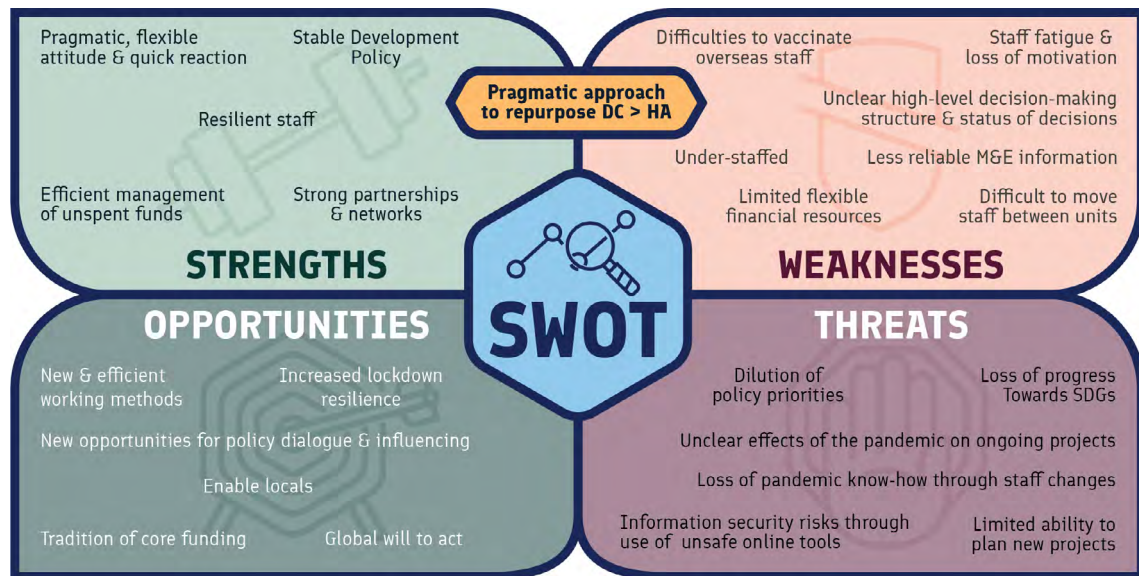 Pragmatic, flexible
attitude & quick reaction
Stable Development
Policy
Resilient staff
Efficient management
of unspent funds
Strong partnerships
& networks
STRENGTHS
Pragmatic approach
to repurpose DC > HA
Difficulties to vaccinate
overseas staff
Staff fatigue &
loss of motivation
Unclear high-level decision-making
structure & status of decisions
Under-staffed
Less reliable M&E information
Limited flexible
financial resources
Difficult to move
staff between units
WEAKNESSES
SWOT
OPPORTUNITIES
New & efficient
working methods
Increased lockdown
resilience
New opportunities for policy dialogue & influencing
Enable locals
Tradition of core funding
Global will to act
THREATS
Dilution of
policy priorities
Loss of progress
Towards SDGs
Unclear effects of the pandemic on ongoing projects
Loss of pandemic know-how through staff changes
Information security risks through
use of unsafe online tools
Limited ability to
plan new projects